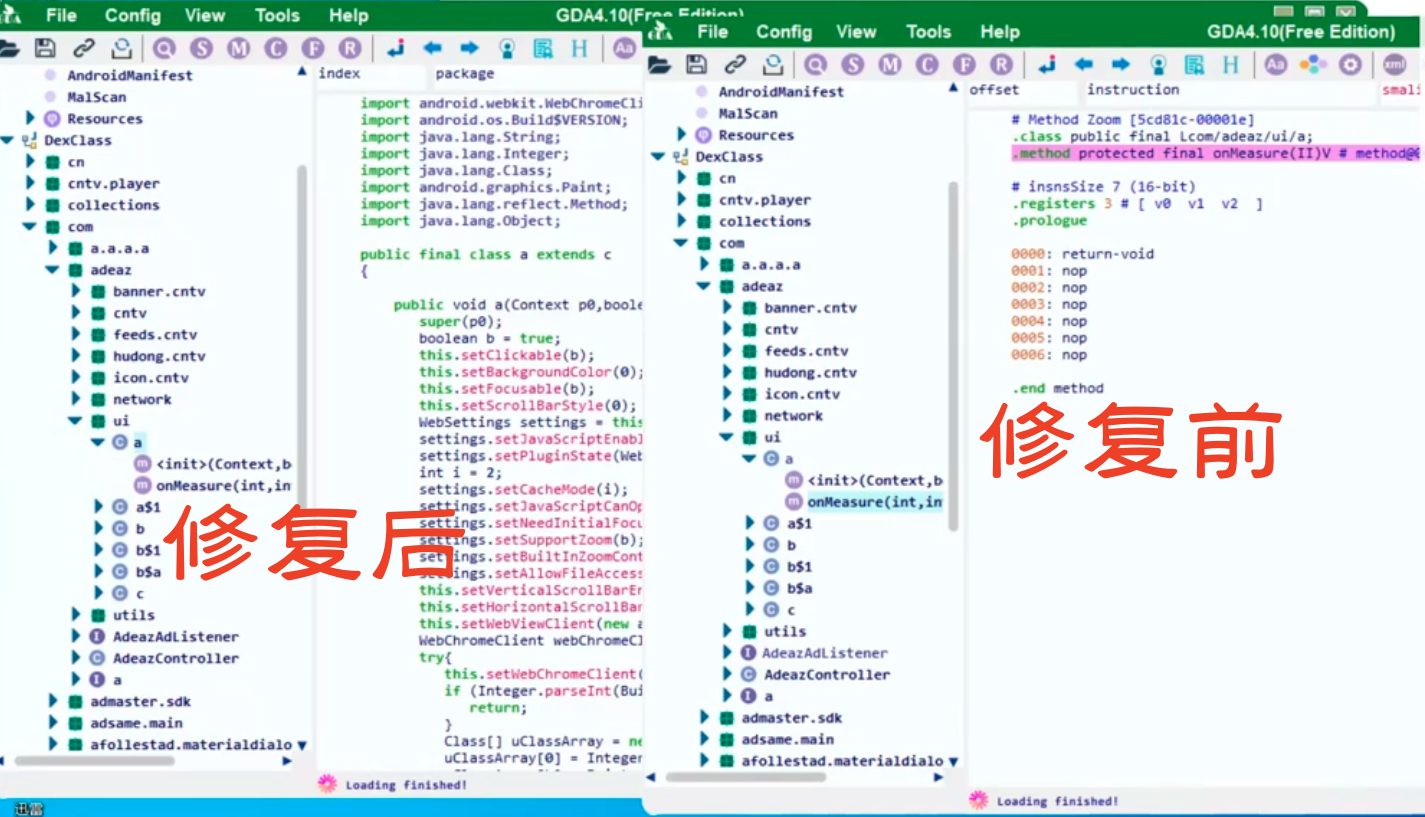 File Config View Tools Help GDA4.10(Free Edition)
index package
AndroidManifest
MalScan
Resources
DexClass
cn
cntv.player
collections
com
a.a.a.a
adeaz
banner.cntv
cntv
feeds.cntv
hudong.cntv
icon.cntv
network
ui
a
<init>(Context,b
onMeasure(int,in
a$1
b
b$1
b$a
c
utils
AdeazAdListener
AdeazController
a
admaster.sdk
adsame.main
afollestad.materialdialo
import android.webkit.WebChromeCli
import android.os.Build$VERSION;
import java.lang.String;
import java.lang.Integer;
import java.lang.Class;
import android.graphics.Paint;
import java.lang.reflect.Method;
import java.lang.Object;
public final class a extends c
{
public void a(Context p0,boole
super(p0);
boolean b = true;
this.setClickable(b);
this.setBackgroundColor(0);
this.setFocusable(b);
this.setScrollBarStyle(0);
WebSettings settings = this
settings.setJavaScriptEnabl
settings.setPluginState(Web
int i = 2;
settings.setCacheMode(i);
settings.setJavaScriptCanOp
settings.setNeedInitialFocu
settings.setSupportZoom(b);
settings.setBuiltInZoomCont
settings.setAllowFileAccess
this.setVerticalScrollBarEn
this.setHorizontalScrollBar
this.setWebViewClient(new a
WebChromeClient webChromeCl
try{
this.setWebChromeClient(
if (Integer.parseInt(Bui
return;
}
Class[] uClassArray = ne
uClassArray[0] = Integer
修复后
Loading finished!
File Config View Tools Help GDA4.10(Free Edition)
offset instruction smali
AndroidManifest
MalScan
Resources
DexClass
cn
cntv.player
collections
com
a.a.a.a
adeaz
banner.cntv
cntv
feeds.cntv
hudong.cntv
icon.cntv
network
ui
a
<init>(Context,b
onMeasure(int,in
a$1
b
b$1
b$a
c
utils
AdeazAdListener
AdeazController
a
admaster.sdk
adsame.main
afollestad.materialdialo
# Method Zoom [5cd81c-00001e]
.class public final Lcom/adeaz/ui/a;
.method protected final onMeasure(II)V # method@0
# insnsSize 7 (16-bit)
.registers 3 # [ v0 v1 v2 ]
.prologue
0000: return-void
0001: nop
0002: nop
0003: nop
0004: nop
0005: nop
0006: nop
.end method
修复前
Loading finished!